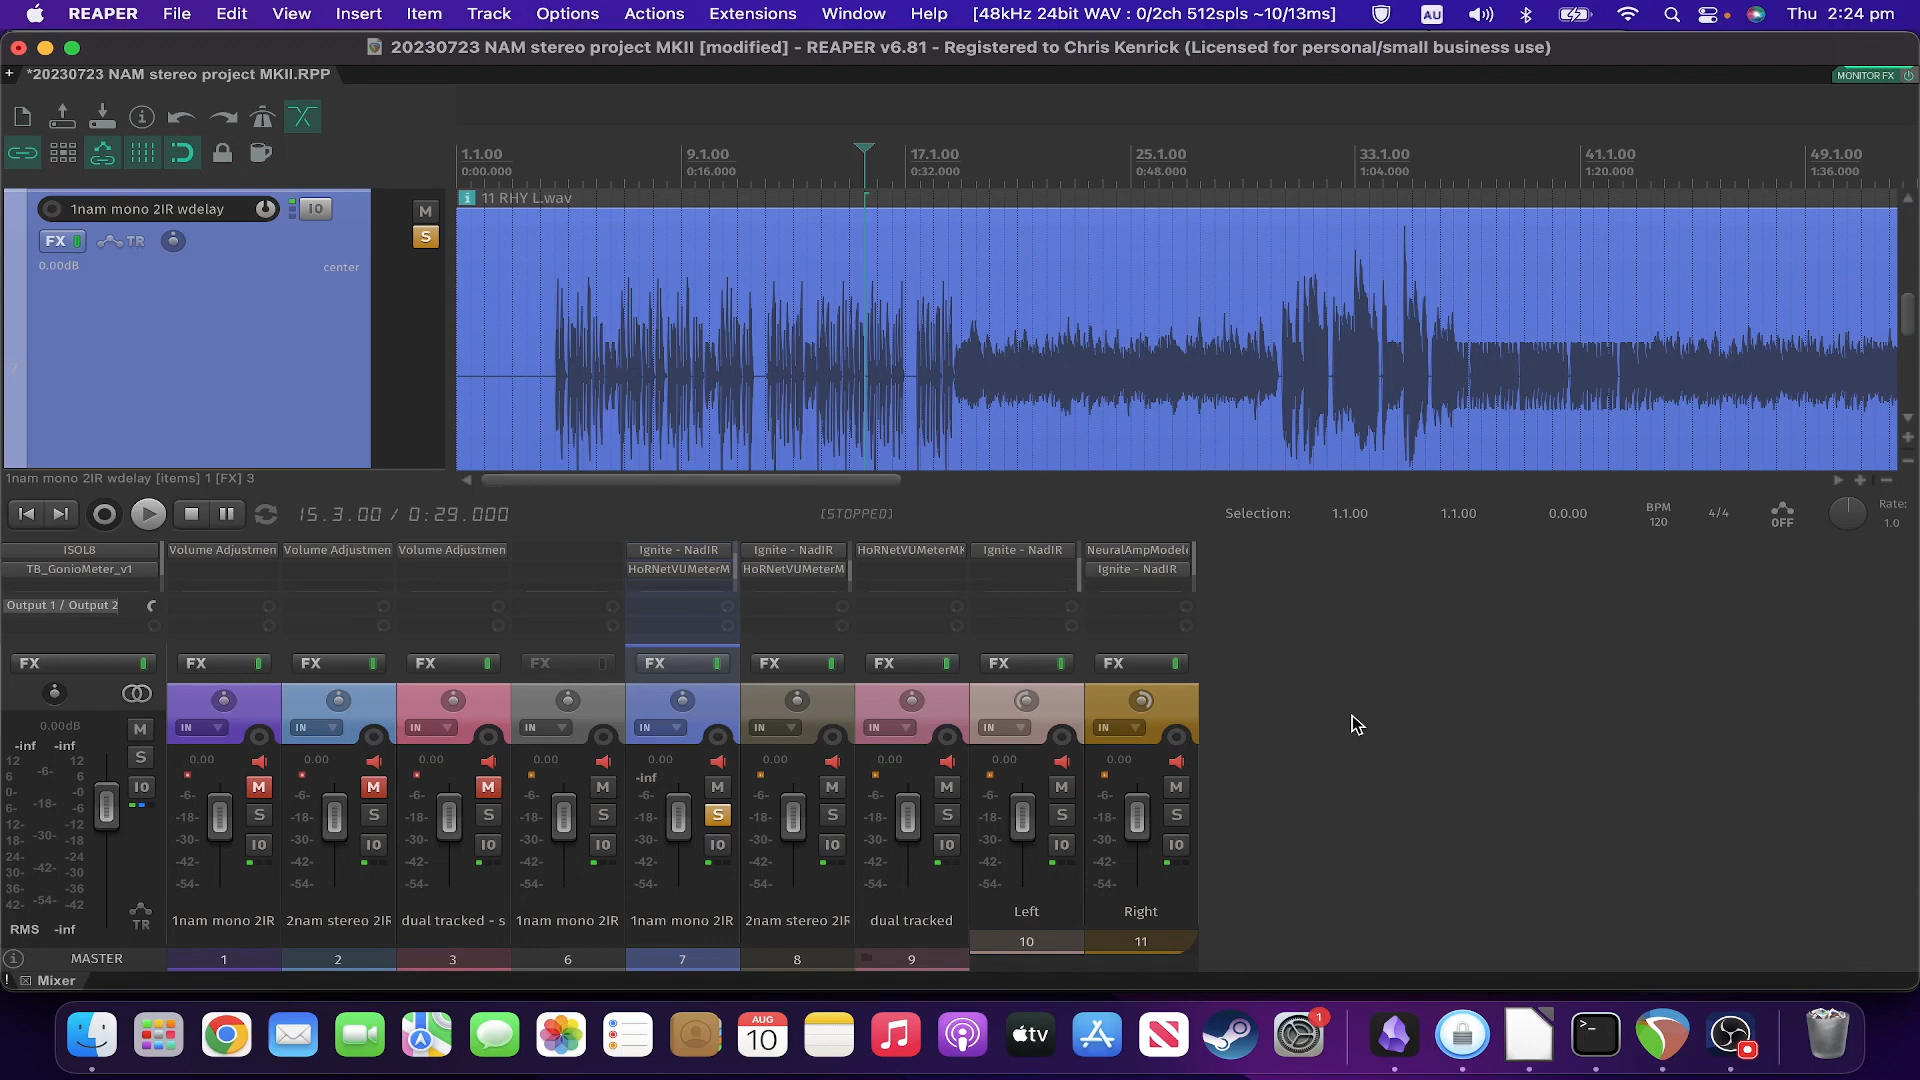 REAPER File Edit View Insert Item Track Options Actions Extensions Window Help [48kHz 24bit WAV : 0/2ch 512spls ~10/13ms] AU Thu 2:24 pm
20230723 NAM stereo project MKII [modified] - REAPER v6.81 - Registered to Chris Kenrick (Licensed for personal/small business use)
+ *20230723 NAM stereo project MKII.RPP MONITOR FX
1.1.00 9.1.00 17.1.00 25.1.00 33.1.00 41.1.00 49.1.00
0:00.000 0:16.000 0:32.000 0:48.000 1:04.000 1:20.000 1:36.000
i 11 RHY L.wav
1nam mono 2IR wdelay IO M
FX TR S
0.00dB center
7
1nam mono 2IR wdelay [items] 1 [FX] 3
15.3.00 / 0:29.000 [STOPPED] Selection: 1.1.00 1.1.00 0.0.00 BPM 120 4/4 OFF Rate: 1.0
ISOL8 Volume Adjustmen Volume Adjustmen Volume Adjustmen Ignite - NadIR Ignite - NadIR HoRNetVUMeterMK Ignite - NadIR NeuralAmpModele
TB_GonioMeter_v1 HoRNetVUMeterM HoRNetVUMeterM Ignite - NadIR
Output 1 / Output 2
FX FX FX FX FX FX FX FX FX FX
IN IN IN IN IN IN IN IN IN
0.00dB M 0.00 0.00 0.00 0.00 0.00 0.00 0.00 0.00
-inf -inf S -inf
12 -6- 12 IO -6- M -6- M -6- M -6- M -6- M -6- M -6- M -6- M -6- M
6 6 -18- S -18- S -18- S -18- S -18- S -18- S -18- S -18- S -18- S
0- -0 -30- IO -30- IO -30- IO -30- IO -30- IO -30- IO -30- IO -30- IO -30- IO
6- -18- -6 -42- -42- -42- -42- -42- -42- -42- -42- -42-
12- -12 -54- -54- -54- -54- -54- -54- -54- -54- -54-
18- -30- -18
24- -24
30- -42- -30
36- -36
42- -54- -42
TR
RMS -inf 1nam mono 2IR 2nam stereo 2IR dual tracked - s 1nam mono 2IR 1nam mono 2IR 2nam stereo 2IR dual tracked Left Right
MASTER 1 2 3 6 7 8 9 10 11
! Mixer
AUG 10 tv 1